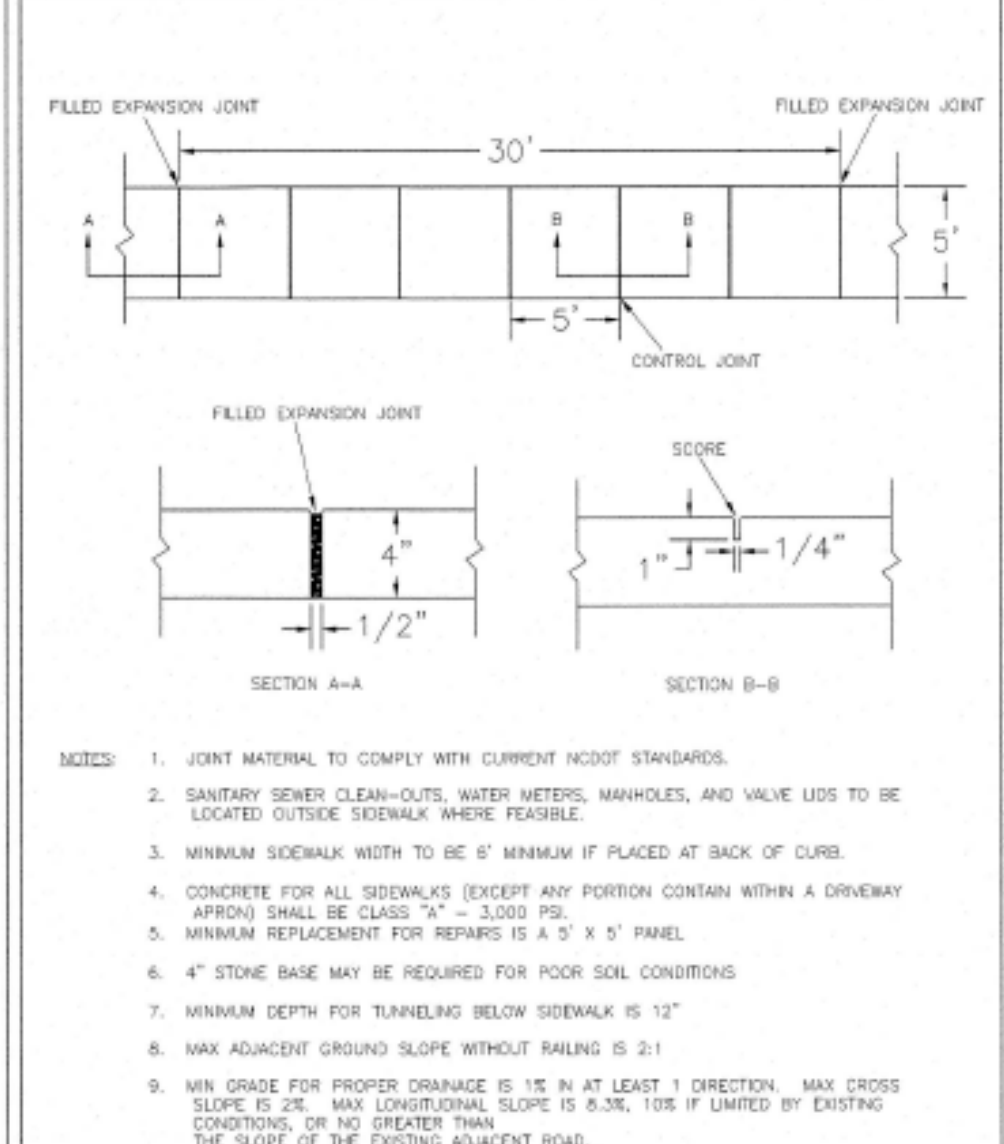 FILLED EXPANSION JOINT
FILLED EXPANSION JOINT
30'
A
A
B
B
5'
5'
CONTROL JOINT
FILLED EXPANSION JOINT
SCORE
4"
1"
1/4"
1/2"
SECTION A-A
SECTION B-B
NOTES: 1. JOINT MATERIAL TO COMPLY WITH CURRENT NCDOT STANDARDS.
2. SANITARY SEWER CLEAN-OUTS, WATER METERS, MANHOLES, AND VALVE LIDS TO BE
LOCATED OUTSIDE SIDEWALK WHERE FEASIBLE.
3. MINIMUM SIDEWALK WIDTH TO BE 6' MINIMUM IF PLACED AT BACK OF CURB.
4. CONCRETE FOR ALL SIDEWALKS (EXCEPT ANY PORTION CONTAIN WITHIN A DRIVEWAY
APRON) SHALL BE CLASS "A" - 3,000 PSI.
5. MINIMUM REPLACEMENT FOR REPAIRS IS A 5' X 5' PANEL
6. 4" STONE BASE MAY BE REQUIRED FOR POOR SOIL CONDITIONS
7. MINIMUM DEPTH FOR TUNNELING BELOW SIDEWALK IS 12"
8. MAX ADJACENT GROUND SLOPE WITHOUT RAILING IS 2:1
9. MIN GRADE FOR PROPER DRAINAGE IS 1% IN AT LEAST 1 DIRECTION. MAX CROSS
SLOPE IS 2%. MAX LONGITUDINAL SLOPE IS 8.3%, 10% IF LIMITED BY EXISTING
CONDITIONS, OR NO GREATER THAN
THE SLOPE OF THE EXISTING ADJACENT ROAD.